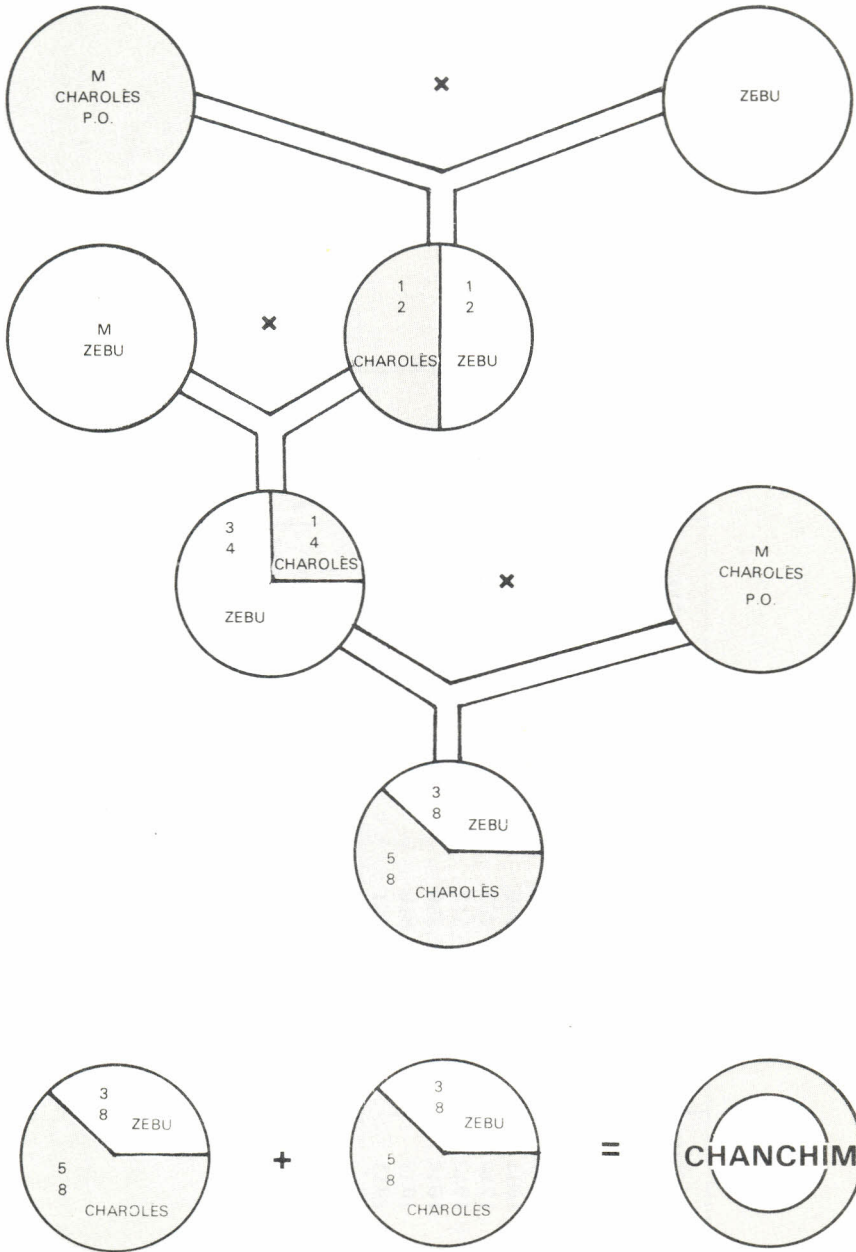 M
CHAROLÈS
P.O.
×
ZEBU
M
ZEBU
×
1
2
CHAROLÈS
1
2
ZEBU
3
4
ZEBU
1
4
CHAROLÈS
×
M
CHAROLÈS
P.O.
3
8
ZEBU
5
8
CHAROLÈS
3
8
ZEBU
5
8
CHAROLÈS
+
3
8
ZEBU
5
8
CHAROLÈS
=
CHANCHIM